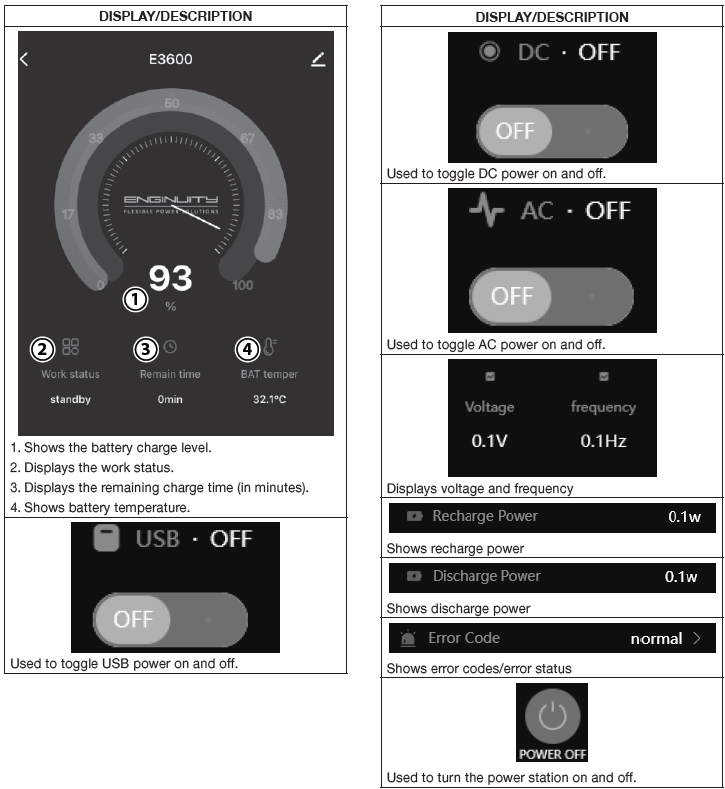 DISPLAY/DESCRIPTION
E3600
50
33
67
ENGINUITY
FLEXIBLE POWER SOLUTIONS
17
83
0
93
100
1
%
2
3
4
Work status
Remain time
BAT temper
standby
0min
32.1°C
1. Shows the battery charge level.
2. Displays the work status.
3. Displays the remaining charge time (in minutes).
4. Shows battery temperature.
USB · OFF
OFF
Used to toggle USB power on and off.
DISPLAY/DESCRIPTION
DC · OFF
OFF
Used to toggle DC power on and off.
AC · OFF
OFF
Used to toggle AC power on and off.
Voltage
frequency
0.1V
0.1Hz
Displays voltage and frequency
Recharge Power 0.1w
Shows recharge power
Discharge Power 0.1w
Shows discharge power
Error Code normal >
Shows error codes/error status
POWER OFF
Used to turn the power station on and off.